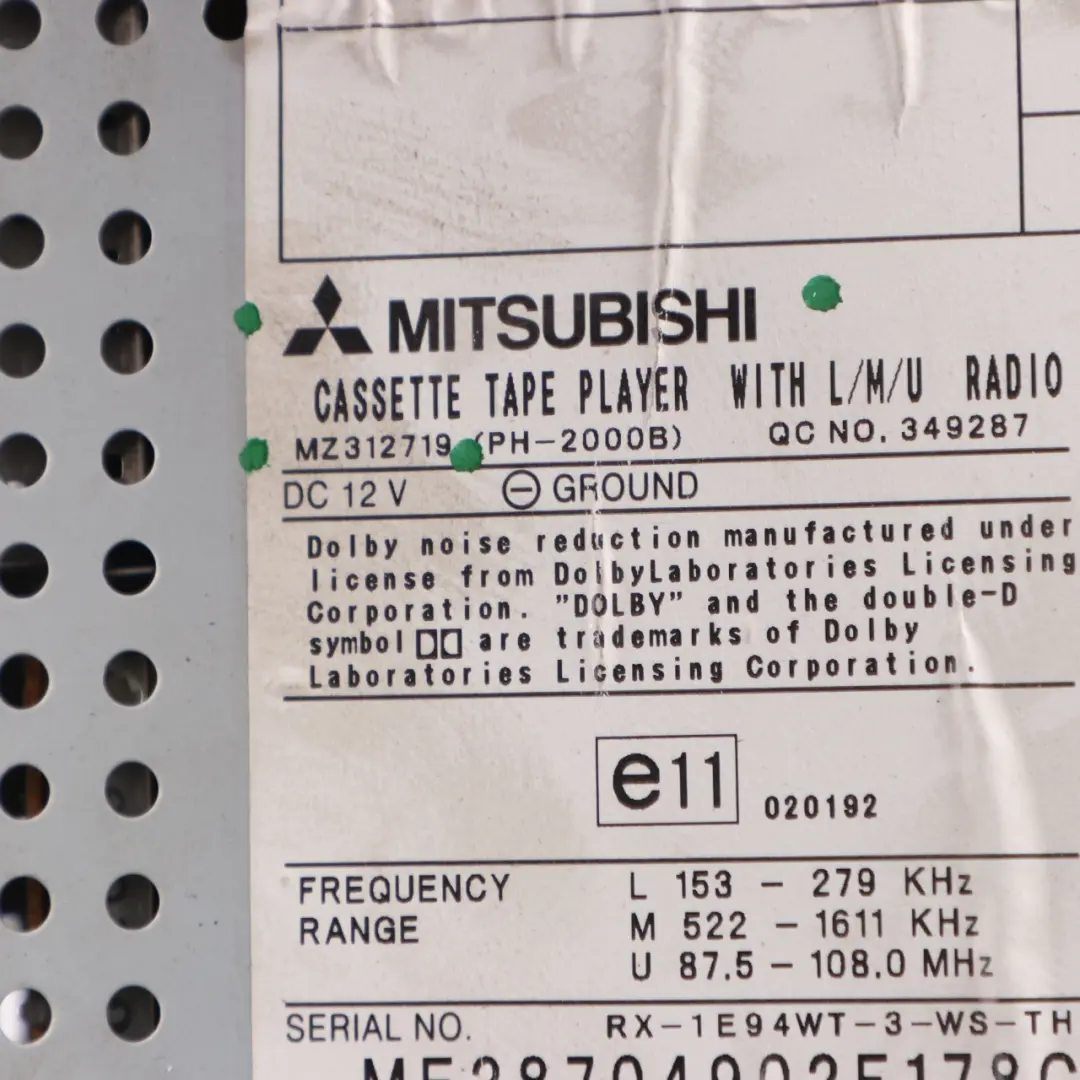 MITSUBISHI
CASSETTE TAPE PLAYER WITH L/M/U RADIO
MZ312719 (PH-2000B) QC NO. 349287
DC 12 V ⊖ GROUND
Dolby noise reduction manufactured under
license from DolbyLaboratories Licensing
Corporation. "DOLBY" and the double-D
symbol are trademarks of Dolby
Laboratories Licensing Corporation.
e11 020192
FREQUENCY L 153 - 279 KHz
RANGE M 522 - 1611 KHz
U 87.5 - 108.0 MHz
SERIAL NO. RX-1E94WT-3-WS-TH